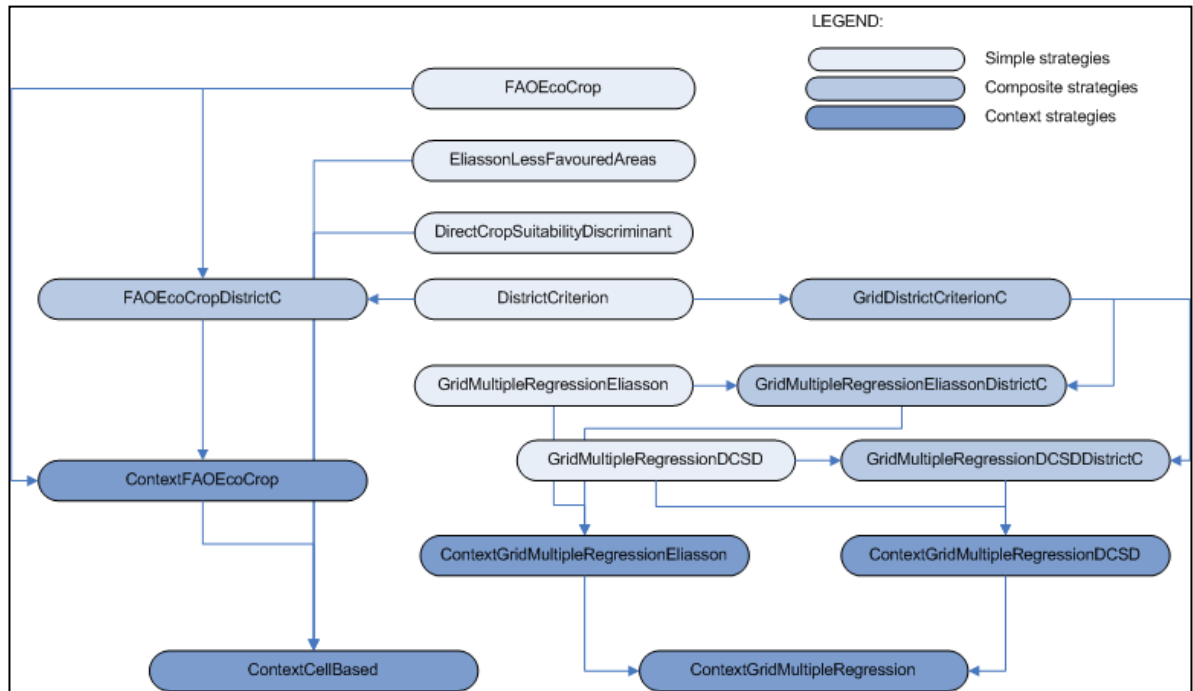 LEGEND:
Simple strategies
Composite strategies
Context strategies
FAOEcoCrop
EliassonLessFavouredAreas
DirectCropSuitabilityDiscriminant
FAOEcoCropDistrictC
DistrictCriterion
GridDistrictCriterionC
GridMultipleRegressionEliasson
GridMultipleRegressionEliassonDistrictC
GridMultipleRegressionDCSD
GridMultipleRegressionDCSDDistrictC
ContextFAOEcoCrop
ContextGridMultipleRegressionEliasson
ContextGridMultipleRegressionDCSD
ContextCellBased
ContextGridMultipleRegression